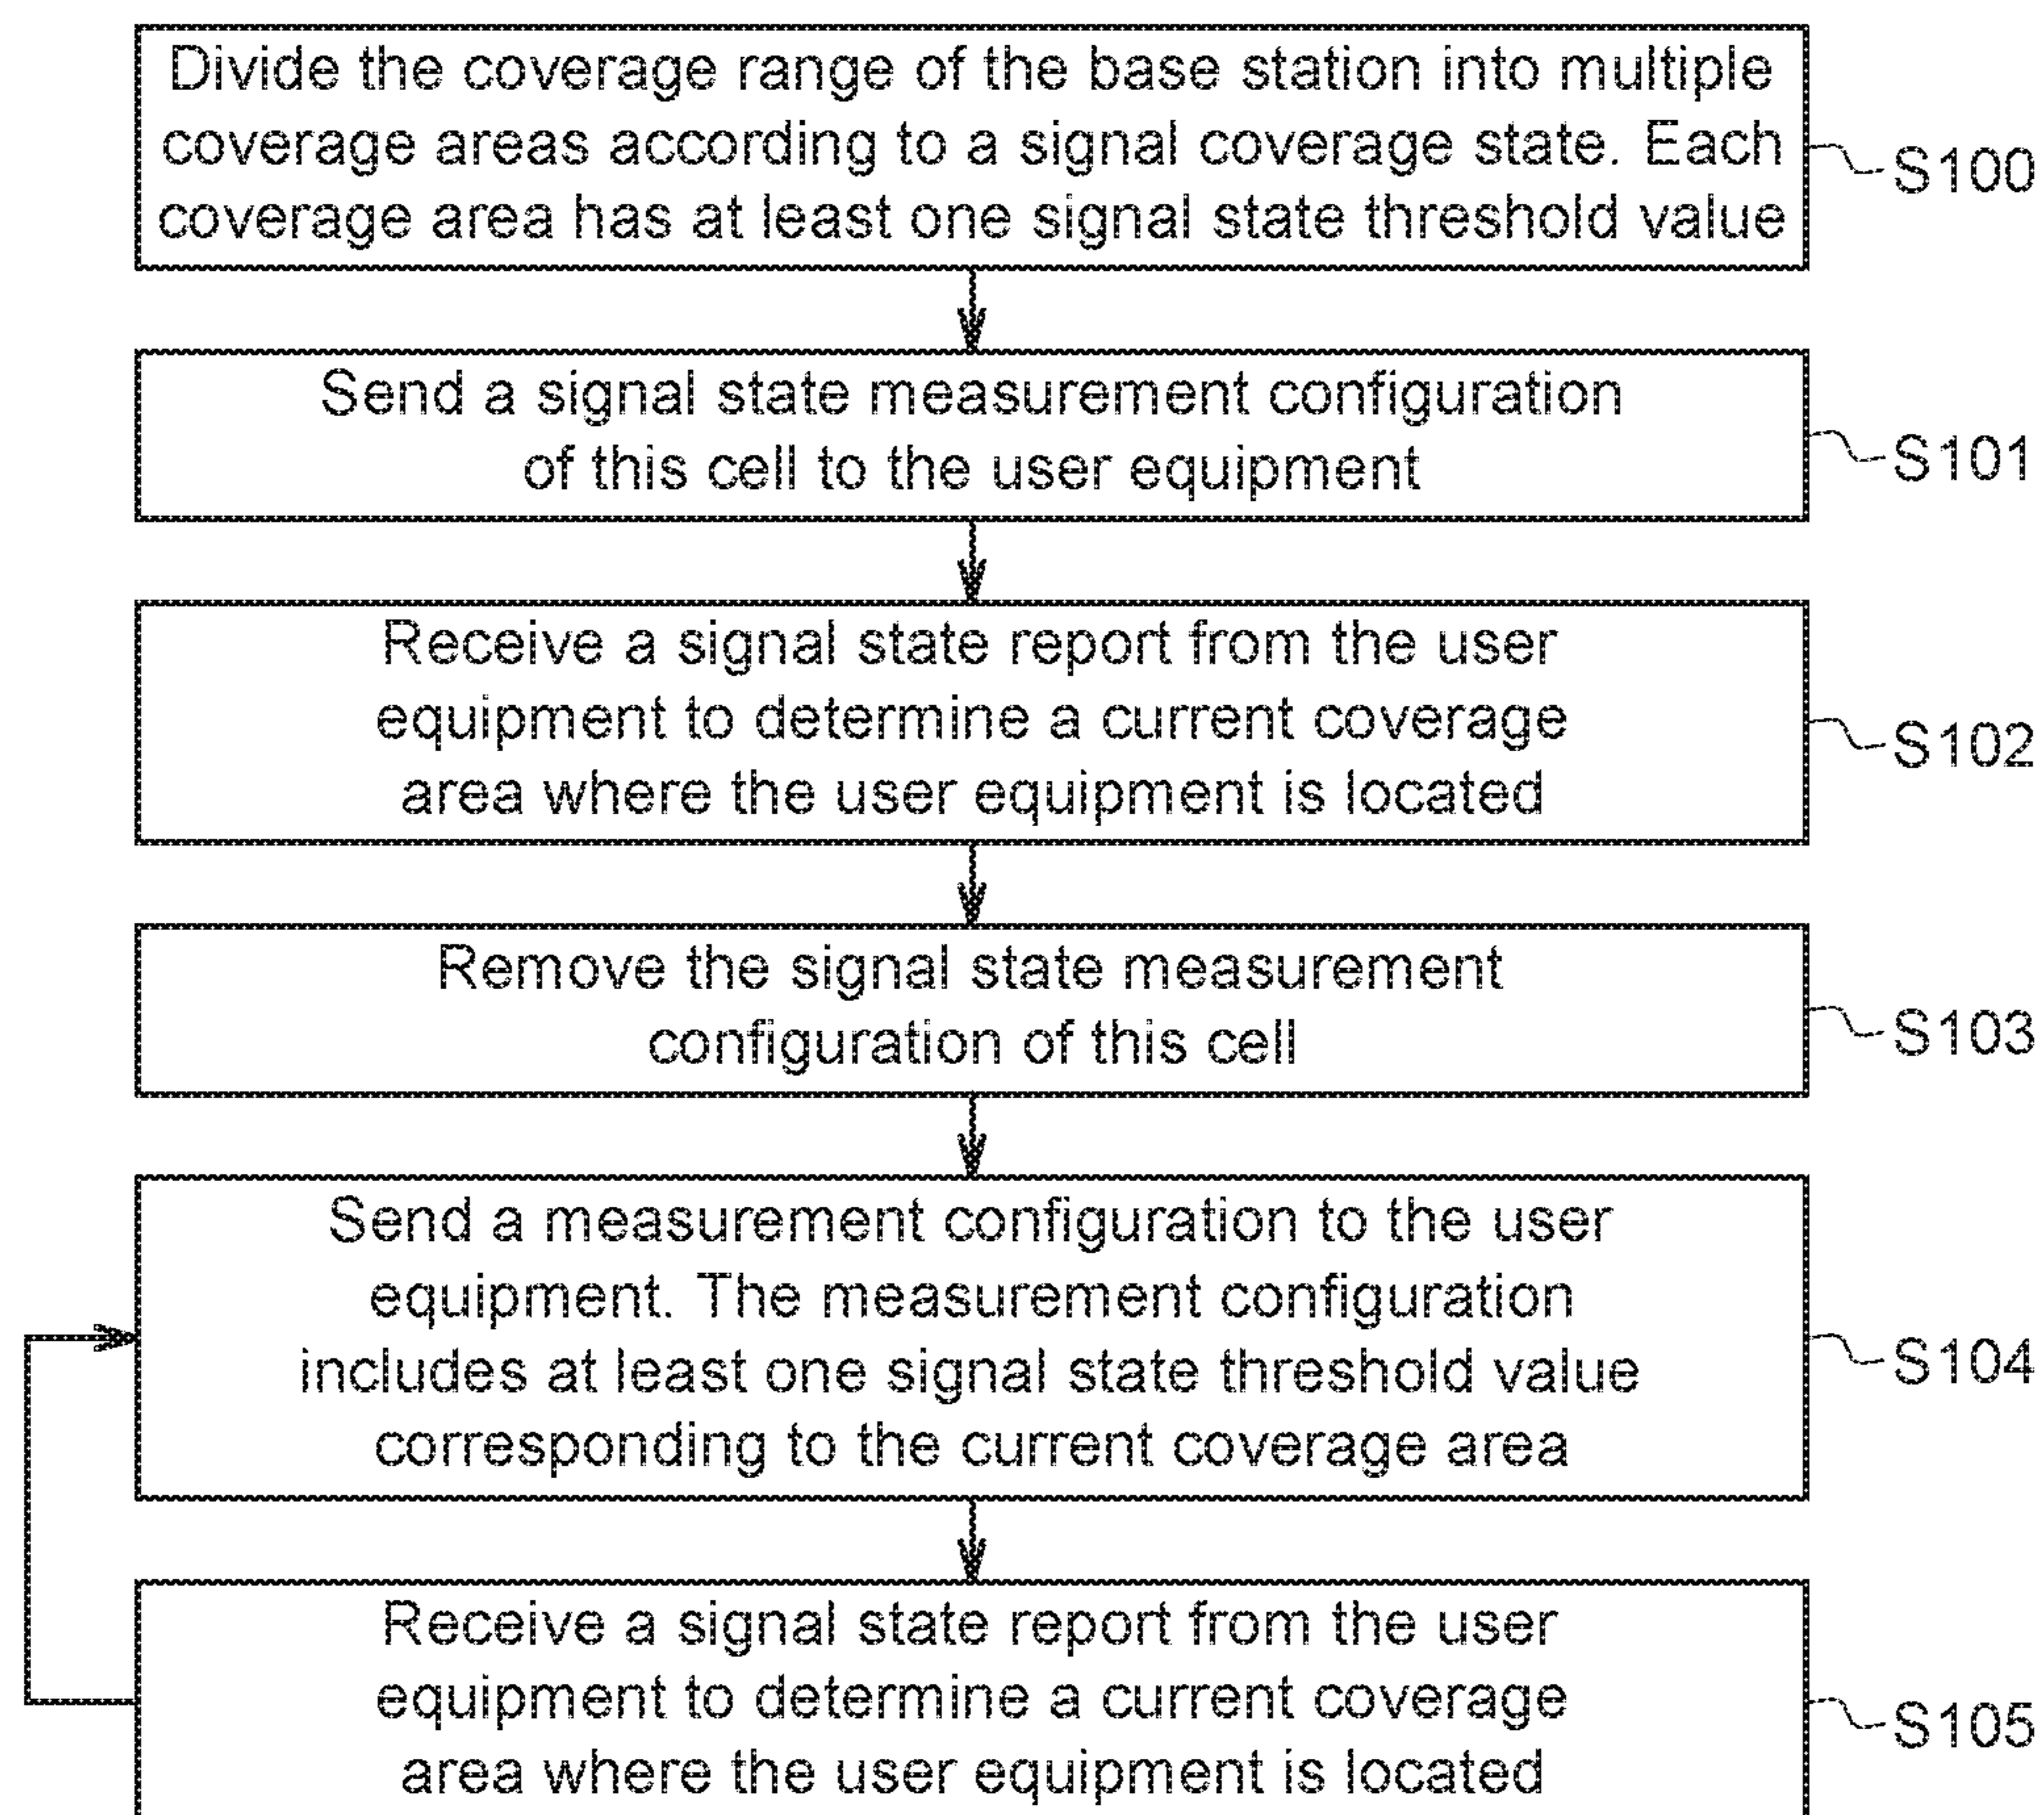 Divide the coverage range of the base station into multiple
coverage areas according to a signal coverage state. Each
coverage area has at least one signal state threshold value
S100
Send a signal state measurement configuration
of this cell to the user equipment
S101
Receive a signal state report from the user
equipment to determine a current coverage
area where the user equipment is located
S102
Remove the signal state measurement
configuration of this cell
S103
Send a measurement configuration to the user
equipment. The measurement configuration
includes at least one signal state threshold value
corresponding to the current coverage area
S104
Receive a signal state report from the user
equipment to determine a current coverage
area where the user equipment is located
S105